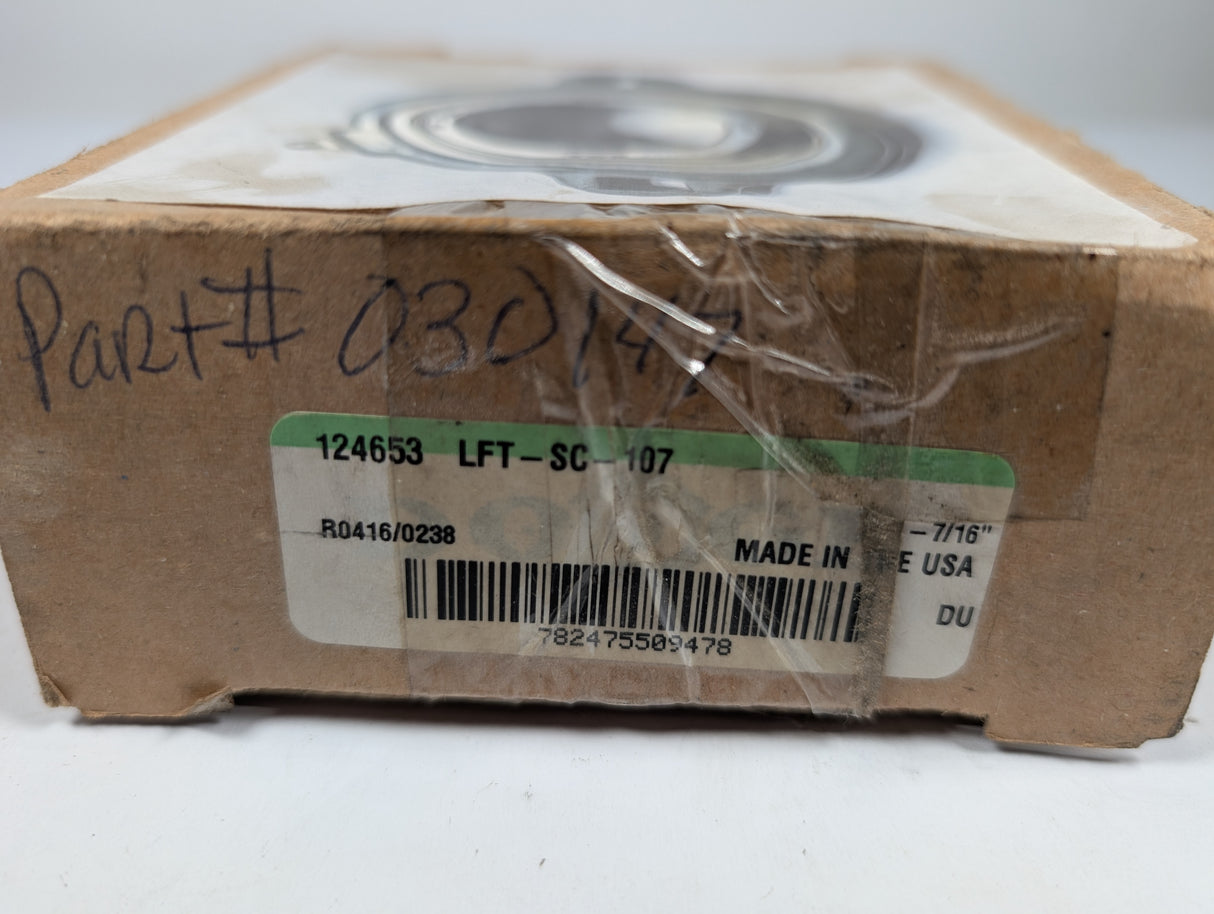 Part# 030147
124653 LFT-SC-107
R0416/0238
-7/16"
MADE IN USA
DU
782475509478